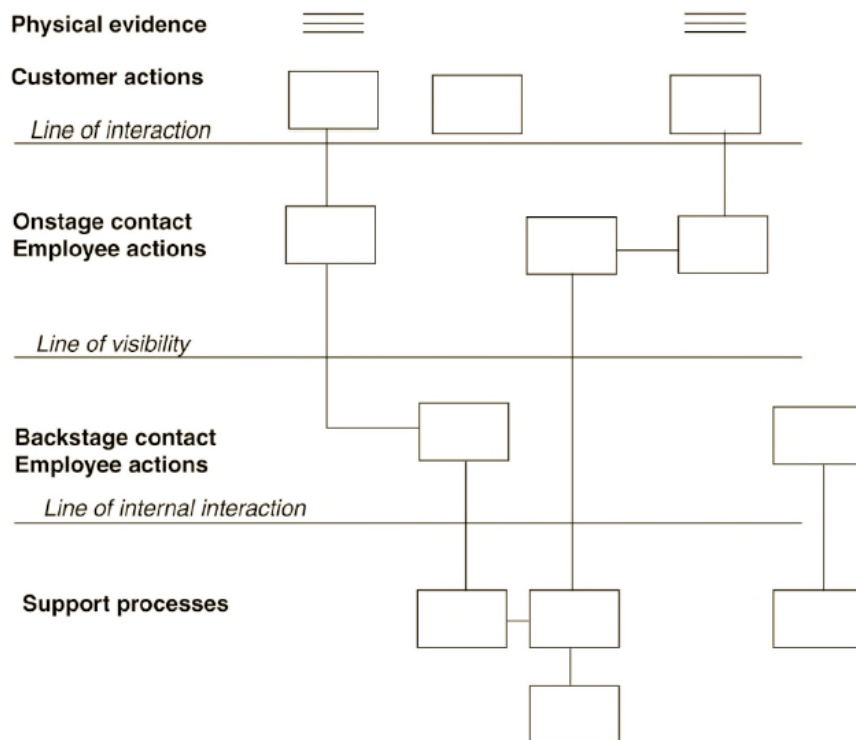 Physical evidence
Customer actions
Line of interaction
Onstage contact
Employee actions
Line of visibility
Backstage contact
Employee actions
Line of internal interaction
Support processes